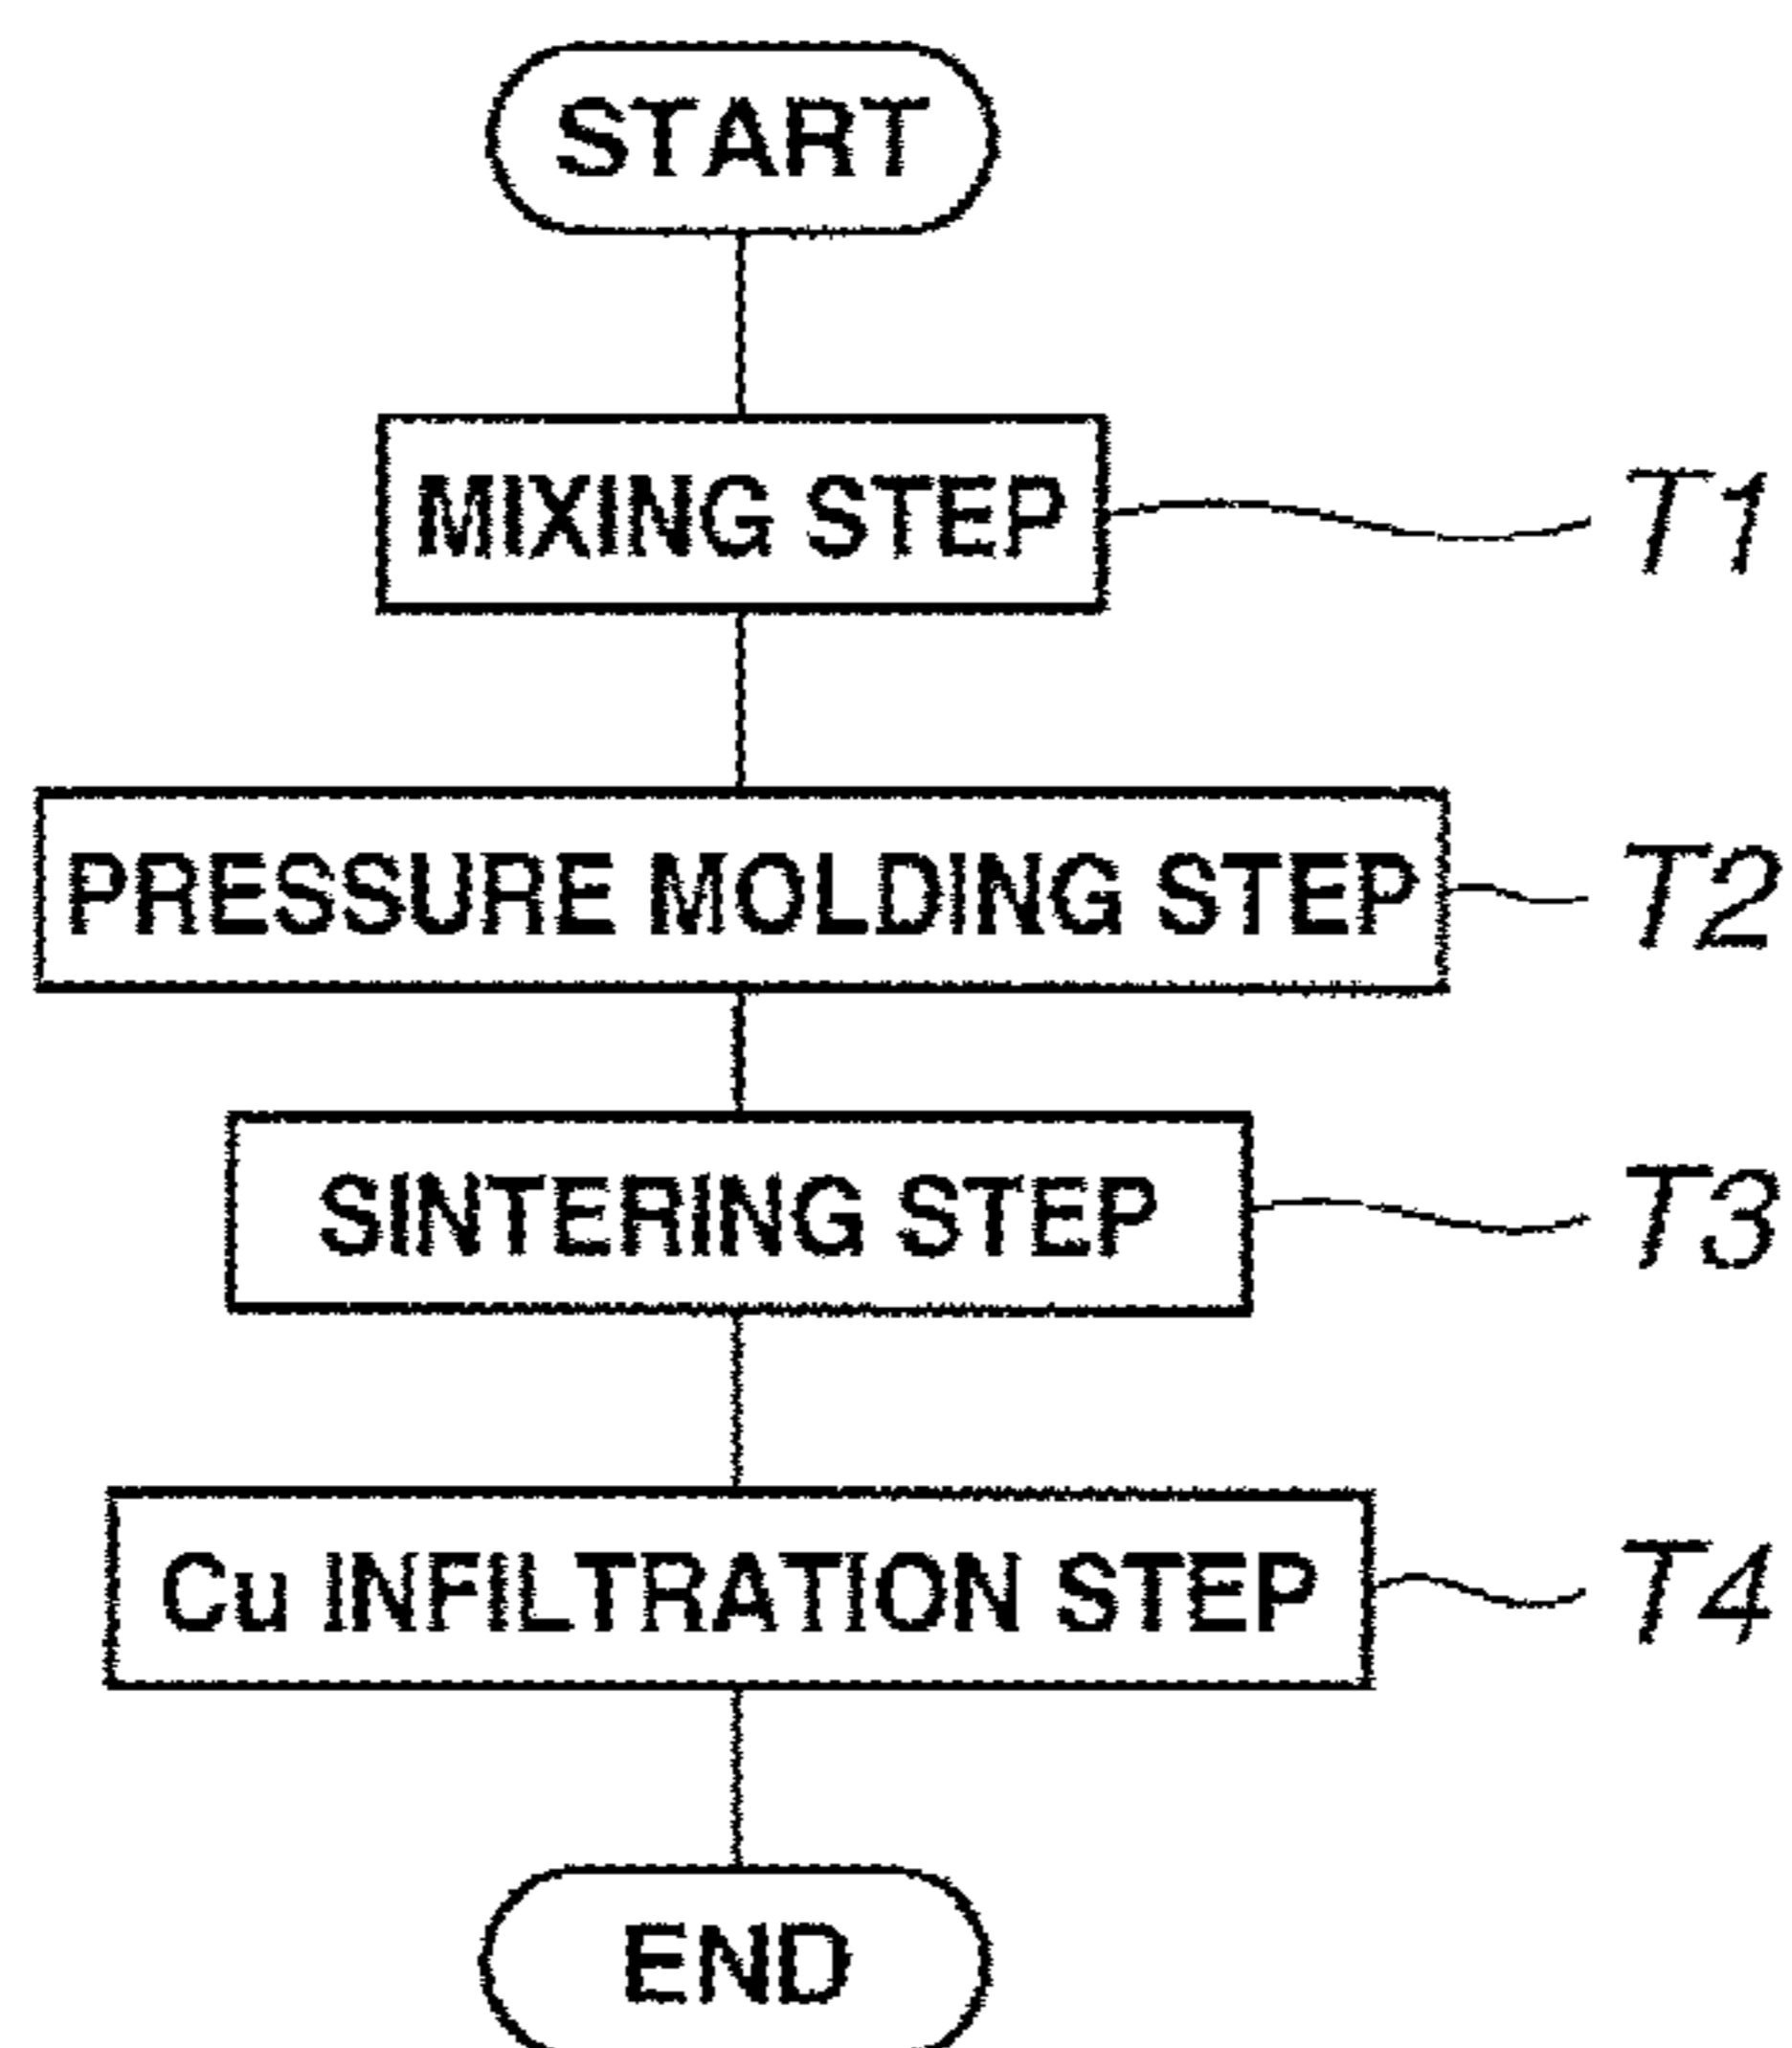 START
MIXING STEP T1
PRESSURE MOLDING STEP T2
SINTERING STEP T3
Cu INFILTRATION STEP T4
END